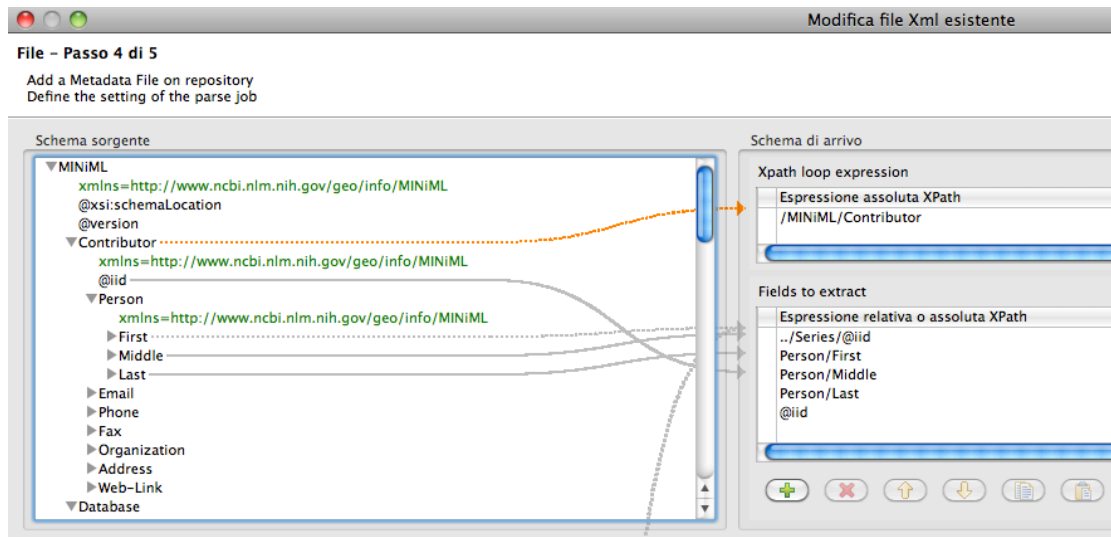 Modifica file Xml esistente
File – Passo 4 di 5
Add a Metadata File on repository
Define the setting of the parse job
Schema sorgente
MINiML
xmlns=http://www.ncbi.nlm.nih.gov/geo/info/MINiML
@xsi:schemaLocation
@version
Contributor
xmlns=http://www.ncbi.nlm.nih.gov/geo/info/MINiML
@iid
Person
xmlns=http://www.ncbi.nlm.nih.gov/geo/info/MINiML
First
Middle
Last
Email
Phone
Fax
Organization
Address
Web-Link
Database
Schema di arrivo
Xpath loop expression
Espressione assoluta XPath
/MINiML/Contributor
Fields to extract
Espressione relativa o assoluta XPath
../Series/@iid
Person/First
Person/Middle
Person/Last
@iid